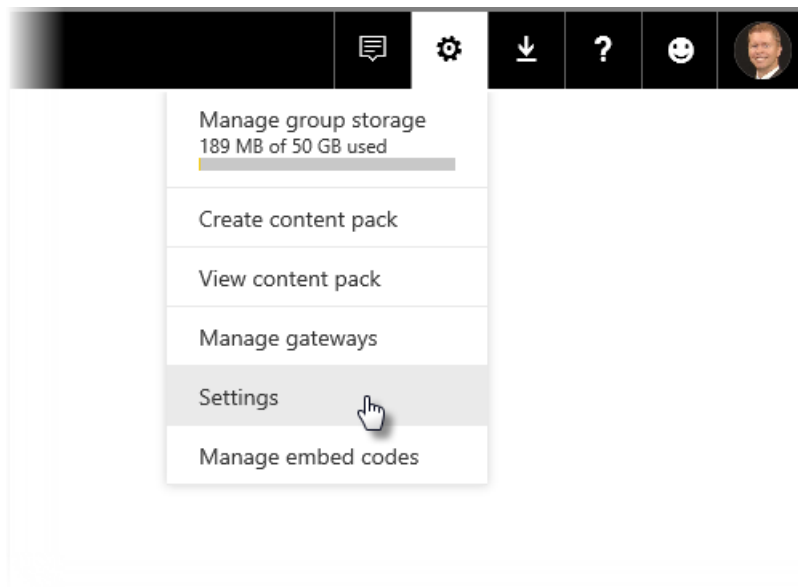 Manage group storage
189 MB of 50 GB used
Create content pack
View content pack
Manage gateways
Settings
Manage embed codes